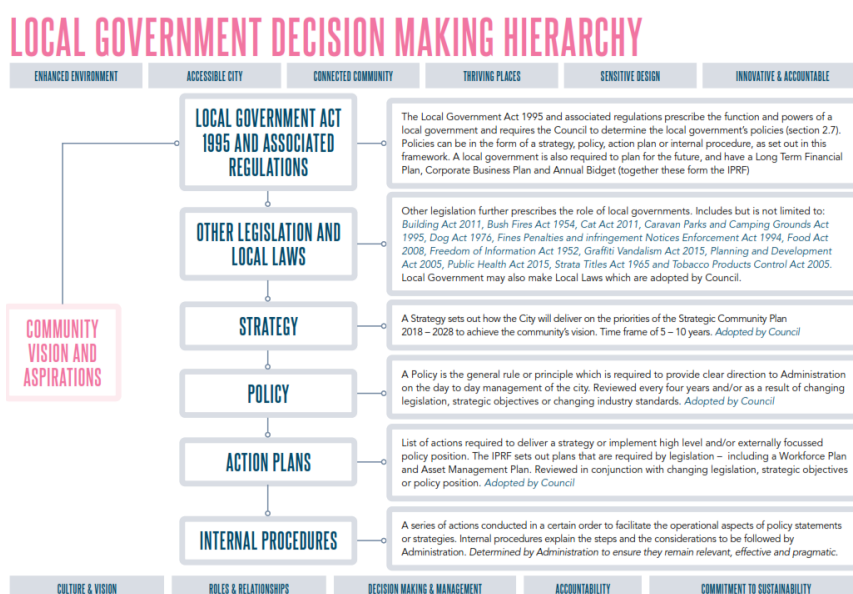 LOCAL GOVERNMENT DECISION MAKING HIERARCHY
ENHANCED ENVIRONMENT
ACCESSIBLE CITY
CONNECTED COMMUNITY
THRIVING PLACES
SENSITIVE DESIGN
INNOVATIVE & ACCOUNTABLE
LOCAL GOVERNMENT ACT
1995 AND ASSOCIATED
REGULATIONS
The Local Government Act 1995 and associated regulations prescribe the function and powers of a
local government and requires the Council to determine the local government's policies (section 2.7).
Policies can be in the form of a strategy, policy, action plan or internal procedure, as set out in this
framework. A local government is also required to plan for the future, and have a Long Term Financial
Plan, Corporate Business Plan and Annual Budget (together these form the IPRF)
OTHER LEGISLATION AND
LOCAL LAWS
Other legislation further prescribes the role of local governments. Includes but is not limited to:
Building Act 2011, Bush Fires Act 1954, Cat Act 2011, Caravan Parks and Camping Grounds Act
1995, Dog Act 1976, Fines Penalties and infringement Notices Enforcement Act 1994, Food Act
2008, Freedom of Information Act 1952, Graffiti Vandalism Act 2015, Planning and Development
Act 2005, Public Health Act 2015, Strata Titles Act 1965 and Tobacco Products Control Act 2005.
Local Government may also make Local Laws which are adopted by Council.
COMMUNITY
VISION AND
ASPIRATIONS
STRATEGY
A Strategy sets out how the City will deliver on the priorities of the Strategic Community Plan
2018 – 2028 to achieve the community's vision. Time frame of 5 – 10 years. Adopted by Council
POLICY
A Policy is the general rule or principle which is required to provide clear direction to Administration
on the day to day management of the city. Reviewed every four years and/or as a result of changing
legislation, strategic objectives or changing industry standards. Adopted by Council
ACTION PLANS
List of actions required to deliver a strategy or implement high level and/or externally focussed
policy position. The IPRF sets out plans that are required by legislation – including a Workforce Plan
and Asset Management Plan. Reviewed in conjunction with changing legislation, strategic objectives
or policy position. Adopted by Council
INTERNAL PROCEDURES
A series of actions conducted in a certain order to facilitate the operational aspects of policy statements
or strategies. Internal procedures explain the steps and the considerations to be followed by
Administration. Determined by Administration to ensure they remain relevant, effective and pragmatic.
CULTURE & VISION
ROLES & RELATIONSHIPS
DECISION MAKING & MANAGEMENT
ACCOUNTABILITY
COMMITMENT TO SUSTAINABILITY